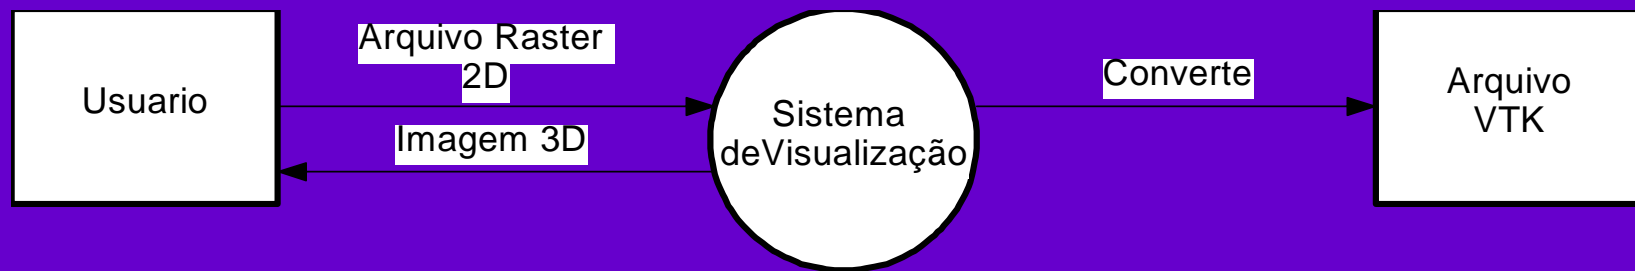 Usuario
Arquivo Raster
2D
Imagem 3D
Sistema
deVisualização
Converte
Arquivo
VTK